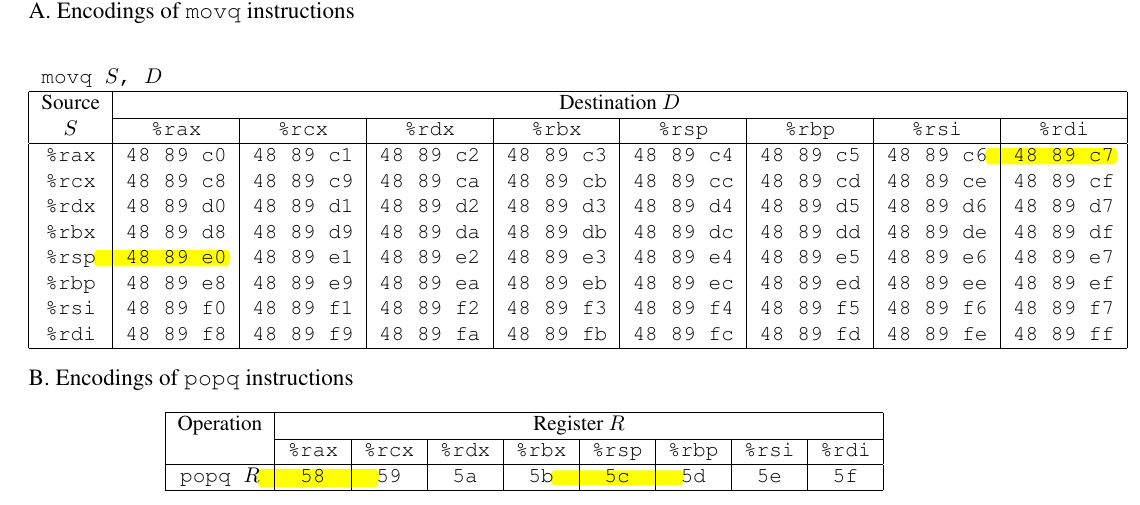 A. Encodings of movq instructions
movq S, D
Source Destination D
S %rax %rcx %rdx %rbx %rsp %rbp %rsi %rdi
%rax 48 89 c0 48 89 c1 48 89 c2 48 89 c3 48 89 c4 48 89 c5 48 89 c6 48 89 c7
%rcx 48 89 c8 48 89 c9 48 89 ca 48 89 cb 48 89 cc 48 89 cd 48 89 ce 48 89 cf
%rdx 48 89 d0 48 89 d1 48 89 d2 48 89 d3 48 89 d4 48 89 d5 48 89 d6 48 89 d7
%rbx 48 89 d8 48 89 d9 48 89 da 48 89 db 48 89 dc 48 89 dd 48 89 de 48 89 df
%rsp 48 89 e0 48 89 e1 48 89 e2 48 89 e3 48 89 e4 48 89 e5 48 89 e6 48 89 e7
%rbp 48 89 e8 48 89 e9 48 89 ea 48 89 eb 48 89 ec 48 89 ed 48 89 ee 48 89 ef
%rsi 48 89 f0 48 89 f1 48 89 f2 48 89 f3 48 89 f4 48 89 f5 48 89 f6 48 89 f7
%rdi 48 89 f8 48 89 f9 48 89 fa 48 89 fb 48 89 fc 48 89 fd 48 89 fe 48 89 ff
B. Encodings of popq instructions
Operation Register R
%rax %rcx %rdx %rbx %rsp %rbp %rsi %rdi
popq R 58 59 5a 5b 5c 5d 5e 5f